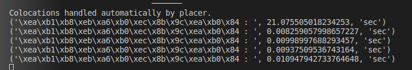 Colocations handled automatically by placer.
('\xea\xb1\xb8\xeb\xa6\xb0\xec\x8b\x9c\xea\xb0\x84 : ', 21.075505018234253, 'sec')
('\xea\xb1\xb8\xeb\xa6\xb0\xec\x8b\x9c\xea\xb0\x84 : ', 0.008259057998657227, 'sec')
('\xea\xb1\xb8\xeb\xa6\xb0\xec\x8b\x9c\xea\xb0\x84 : ', 0.00998997688293457, 'sec')
('\xea\xb1\xb8\xeb\xa6\xb0\xec\x8b\x9c\xea\xb0\x84 : ', 0.00937509536743164, 'sec')
('\xea\xb1\xb8\xeb\xa6\xb0\xec\x8b\x9c\xea\xb0\x84 : ', 0.010947942733764648, 'sec')